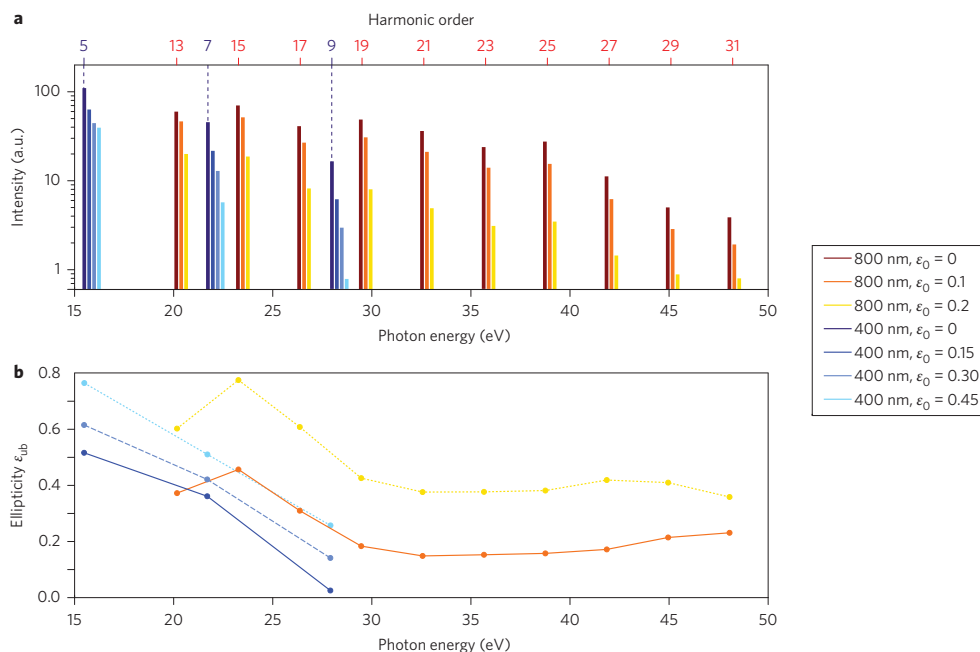 a
Harmonic order
5 13 7 15 17 9 19 21 23 25 27 29 31
Intensity (a.u.)
100
10
1
15 20 25 30 35 40 45 50
Photon energy (eV)
800 nm, ε0 = 0
800 nm, ε0 = 0.1
800 nm, ε0 = 0.2
400 nm, ε0 = 0
400 nm, ε0 = 0.15
400 nm, ε0 = 0.30
400 nm, ε0 = 0.45
b
Ellipticity εub
0.8
0.6
0.4
0.2
0.0
15 20 25 30 35 40 45 50
Photon energy (eV)